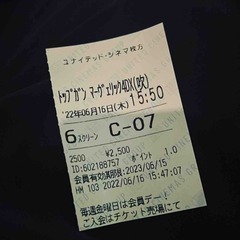 ユナイテッド・シネマ枚方
トップガン マーヴェリック4DX(吹)
'22年06月16日(木) 15:50
6 スクリーン C-07
2500 ¥2,500
ID:602188757 ポイント 1.0
会員有効期限:2023/06/15
HM 103 2022/06/16 15:47:07
毎週金曜日は会員デー!
ご入会はチケット売場にて